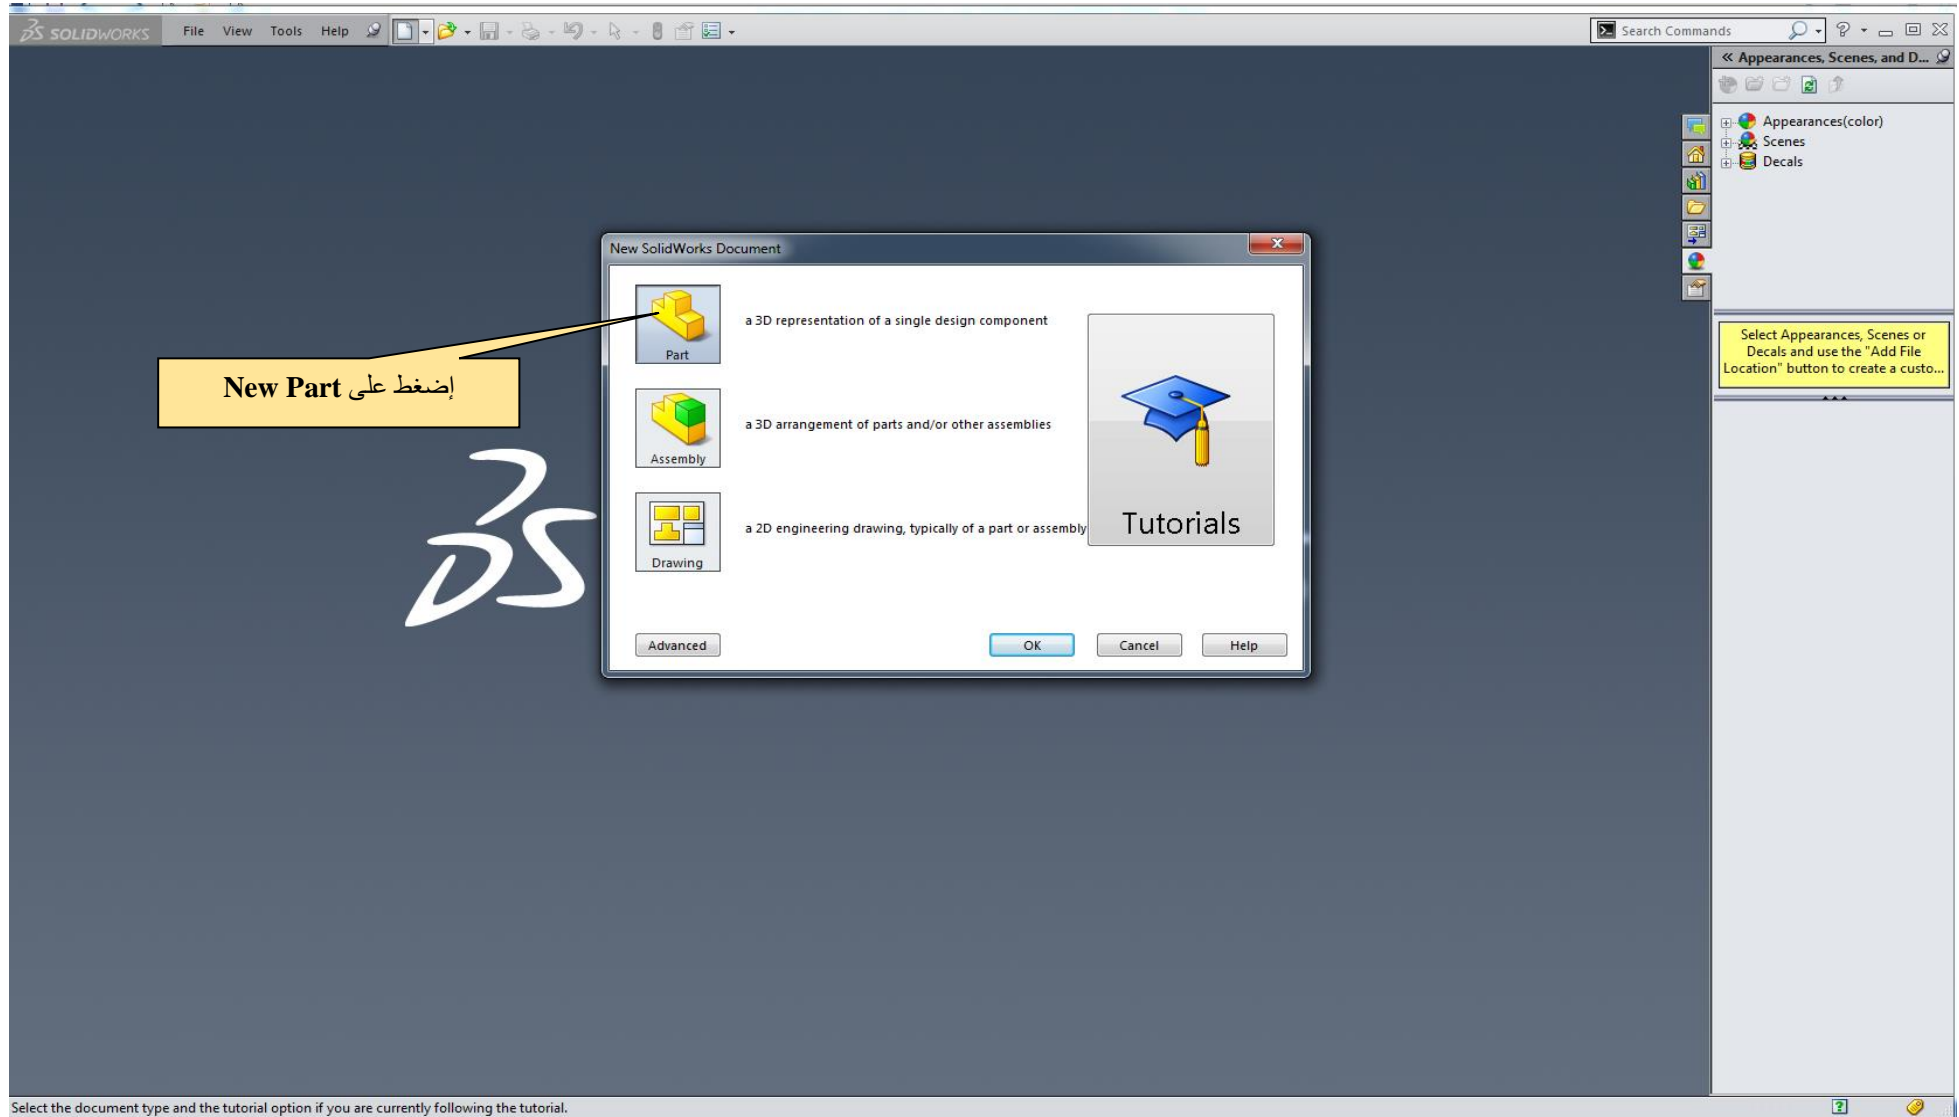 SOLIDWORKS File View Tools Help
Search Commands
Appearances, Scenes, and D...
Appearances(color)
Scenes
Decals
New SolidWorks Document
Part
a 3D representation of a single design component
إضغط على New Part
Assembly
a 3D arrangement of parts and/or other assemblies
Drawing
a 2D engineering drawing, typically of a part or assembly
Tutorials
Advanced
OK
Cancel
Help
Select Appearances, Scenes or
Decals and use the "Add File
Location" button to create a custo...
Select the document type and the tutorial option if you are currently following the tutorial.